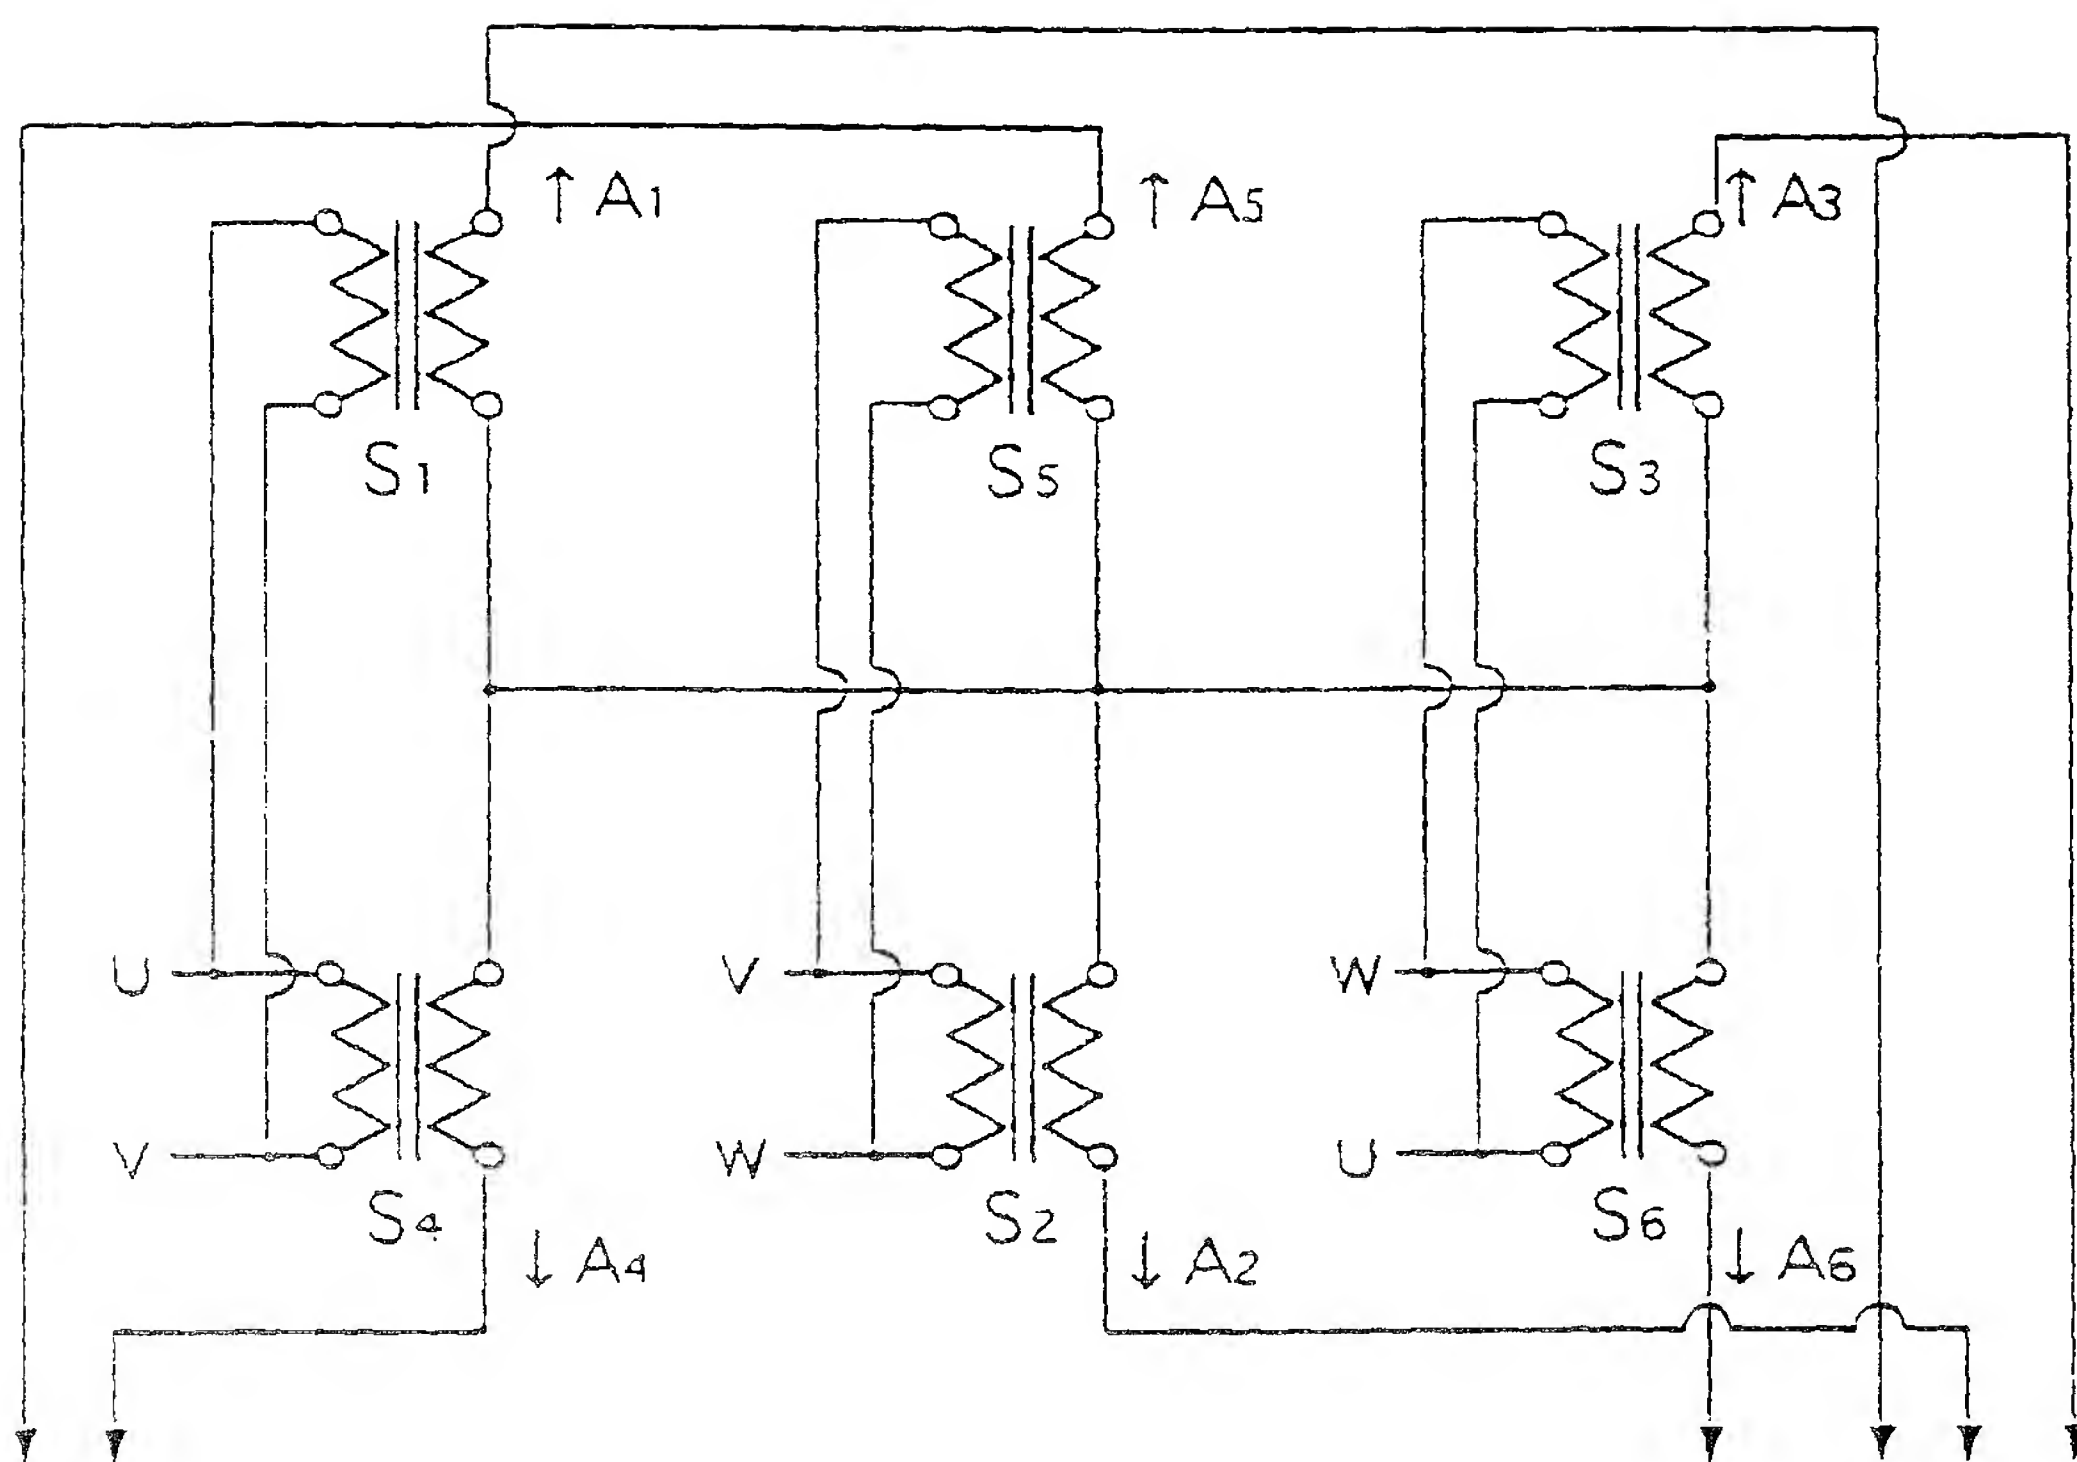 ↑ A1 ↑ A5 ↑ A3
S1 S5 S3
U V W
V W U
S4 S2 S6
↓ A4 ↓ A2 ↓ A6